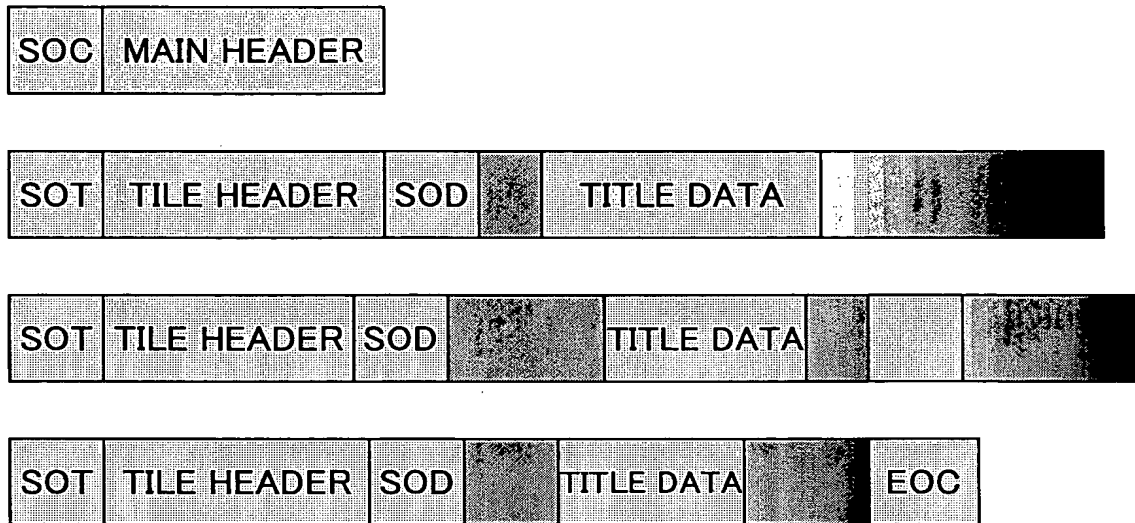 SOC MAIN HEADER
SOT TILE HEADER SOD TITLE DATA
SOT TILE HEADER SOD TITLE DATA
SOT TILE HEADER SOD TITLE DATA EOC